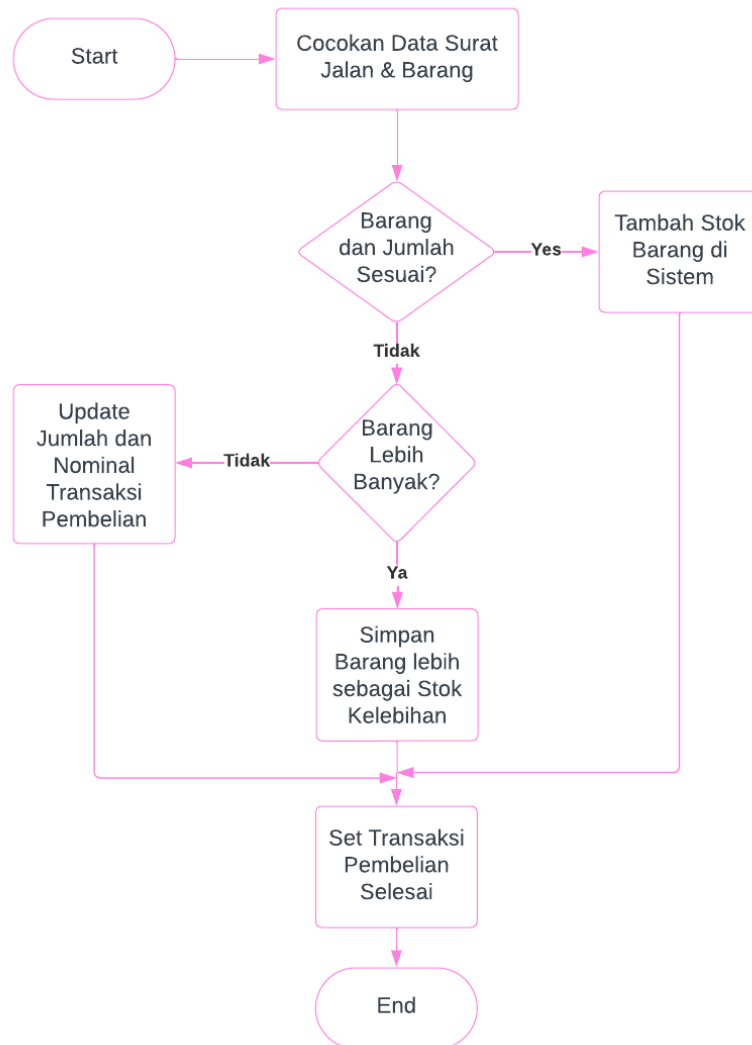 Start
Cocokan Data Surat
Jalan & Barang
Barang
dan Jumlah
Sesuai?
Yes
Tambah Stok
Barang di
Sistem
Tidak
Barang
Lebih
Banyak?
Tidak
Update
Jumlah dan
Nominal
Transaksi
Pembelian
Ya
Simpan
Barang lebih
sebagai Stok
Kelebihan
Set Transaksi
Pembelian
Selesai
End